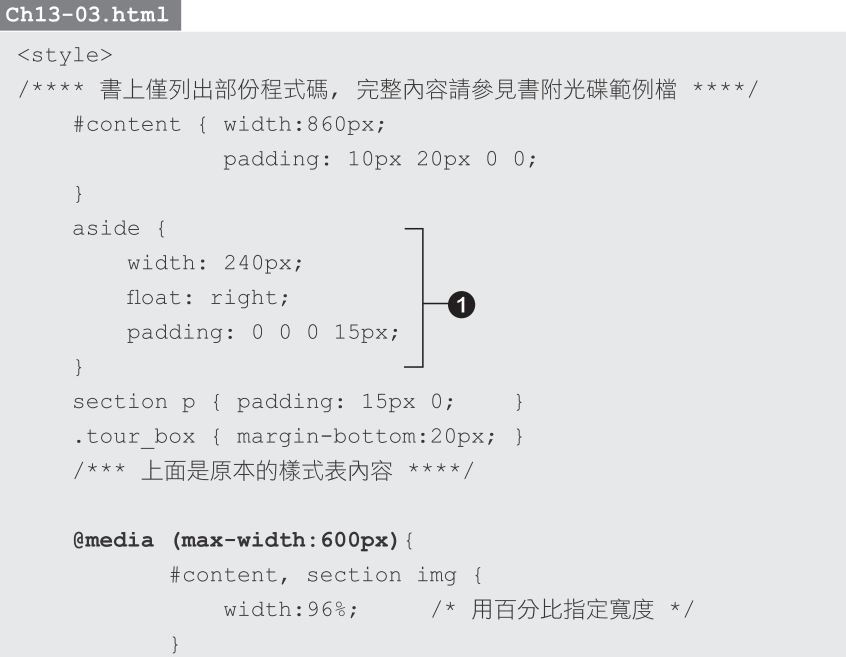 Ch13-03.html
<style>
/**** 書上僅列出部份程式碼, 完整內容請參見書附光碟範例檔 ****/
#content { width:860px;
padding: 10px 20px 0 0;
}
aside {
width: 240px;
float: right;
padding: 0 0 0 15px;
}
❶
section p { padding: 15px 0; }
.tour_box { margin-bottom:20px; }
/*** 上面是原本的樣式表內容 ****/
@media (max-width:600px){
#content, section img {
width:96%; /* 用百分比指定寬度 */
}